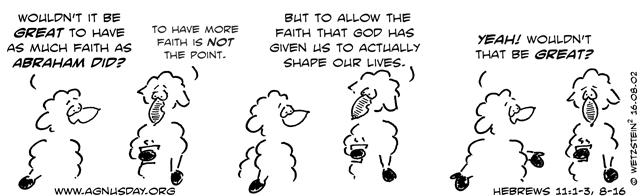 WOULDN'T IT BE
GREAT TO HAVE
AS MUCH FAITH AS
ABRAHAM DID?
TO HAVE MORE
FAITH IS NOT
THE POINT.
BUT TO ALLOW THE
FAITH THAT GOD HAS
GIVEN US TO ACTUALLY
SHAPE OUR LIVES.
YEAH! WOULDN'T
THAT BE GREAT?
© WETZSTEIN² 16.08.02
WWW.AGNUSDAY.ORG
HEBREWS 11:1-3, 8-16